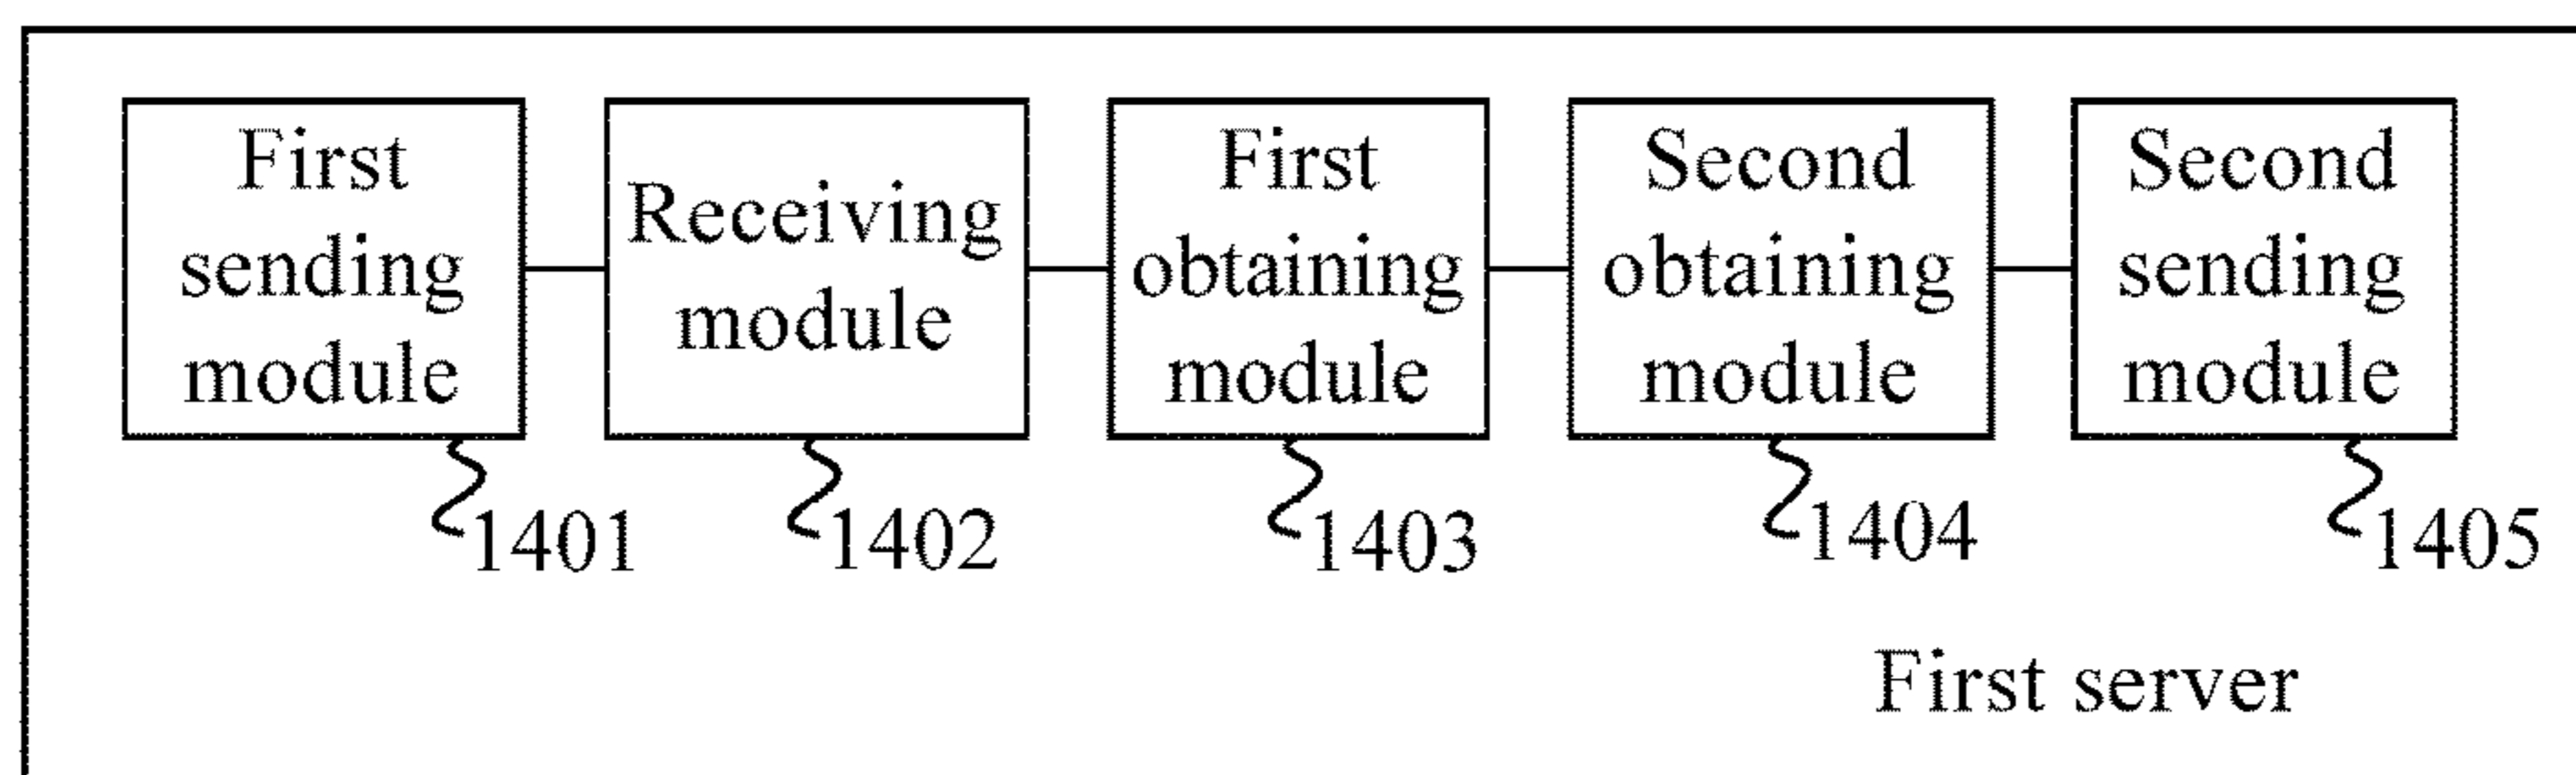 First
sending
module
Receiving
module
First
obtaining
module
Second
obtaining
module
Second
sending
module
1401
1402
1403
1404
1405
First server